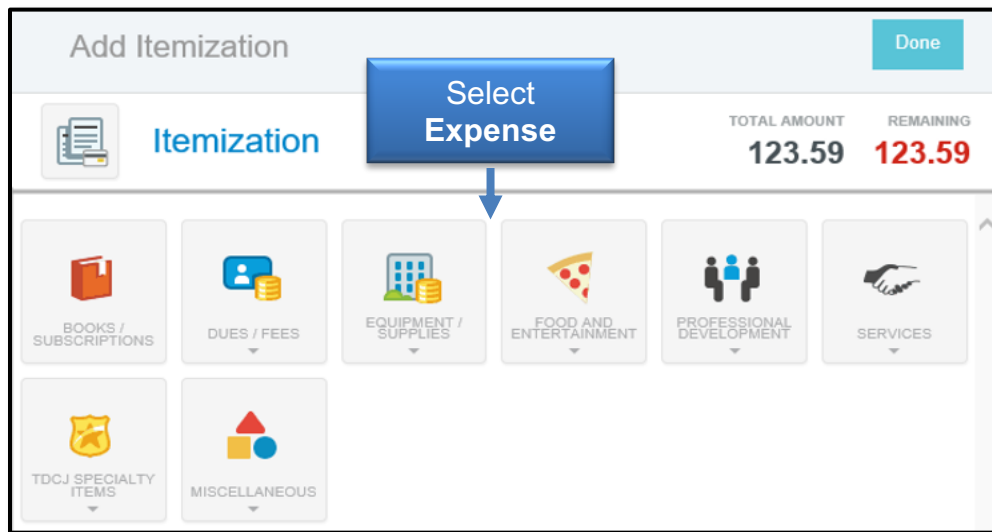 Add Itemization
Done
Select
Expense
Itemization
TOTAL AMOUNT
123.59
REMAINING
123.59
BOOKS /
SUBSCRIPTIONS
DUES / FEES
EQUIPMENT /
SUPPLIES
FOOD AND
ENTERTAINMENT
PROFESSIONAL
DEVELOPMENT
SERVICES
TDCJ SPECIALTY
ITEMS
MISCELLANEOUS